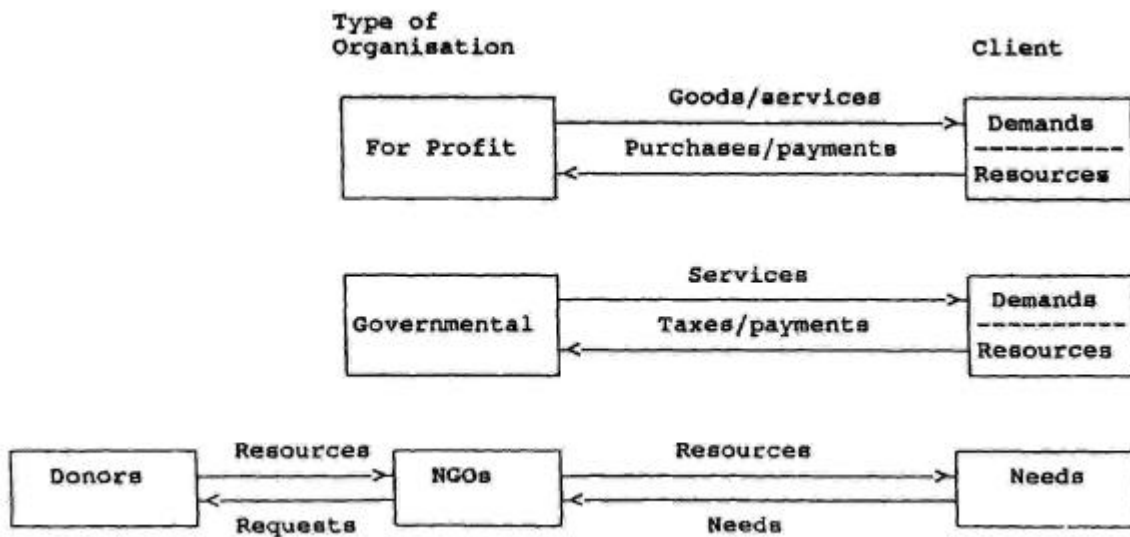 Type of
Organisation
Client
Goods/services
For Profit
Demands
Purchases/payments
Resources
Services
Governmental
Demands
Taxes/payments
Resources
Resources
Resources
Donors
NGOs
Needs
Requests
Needs